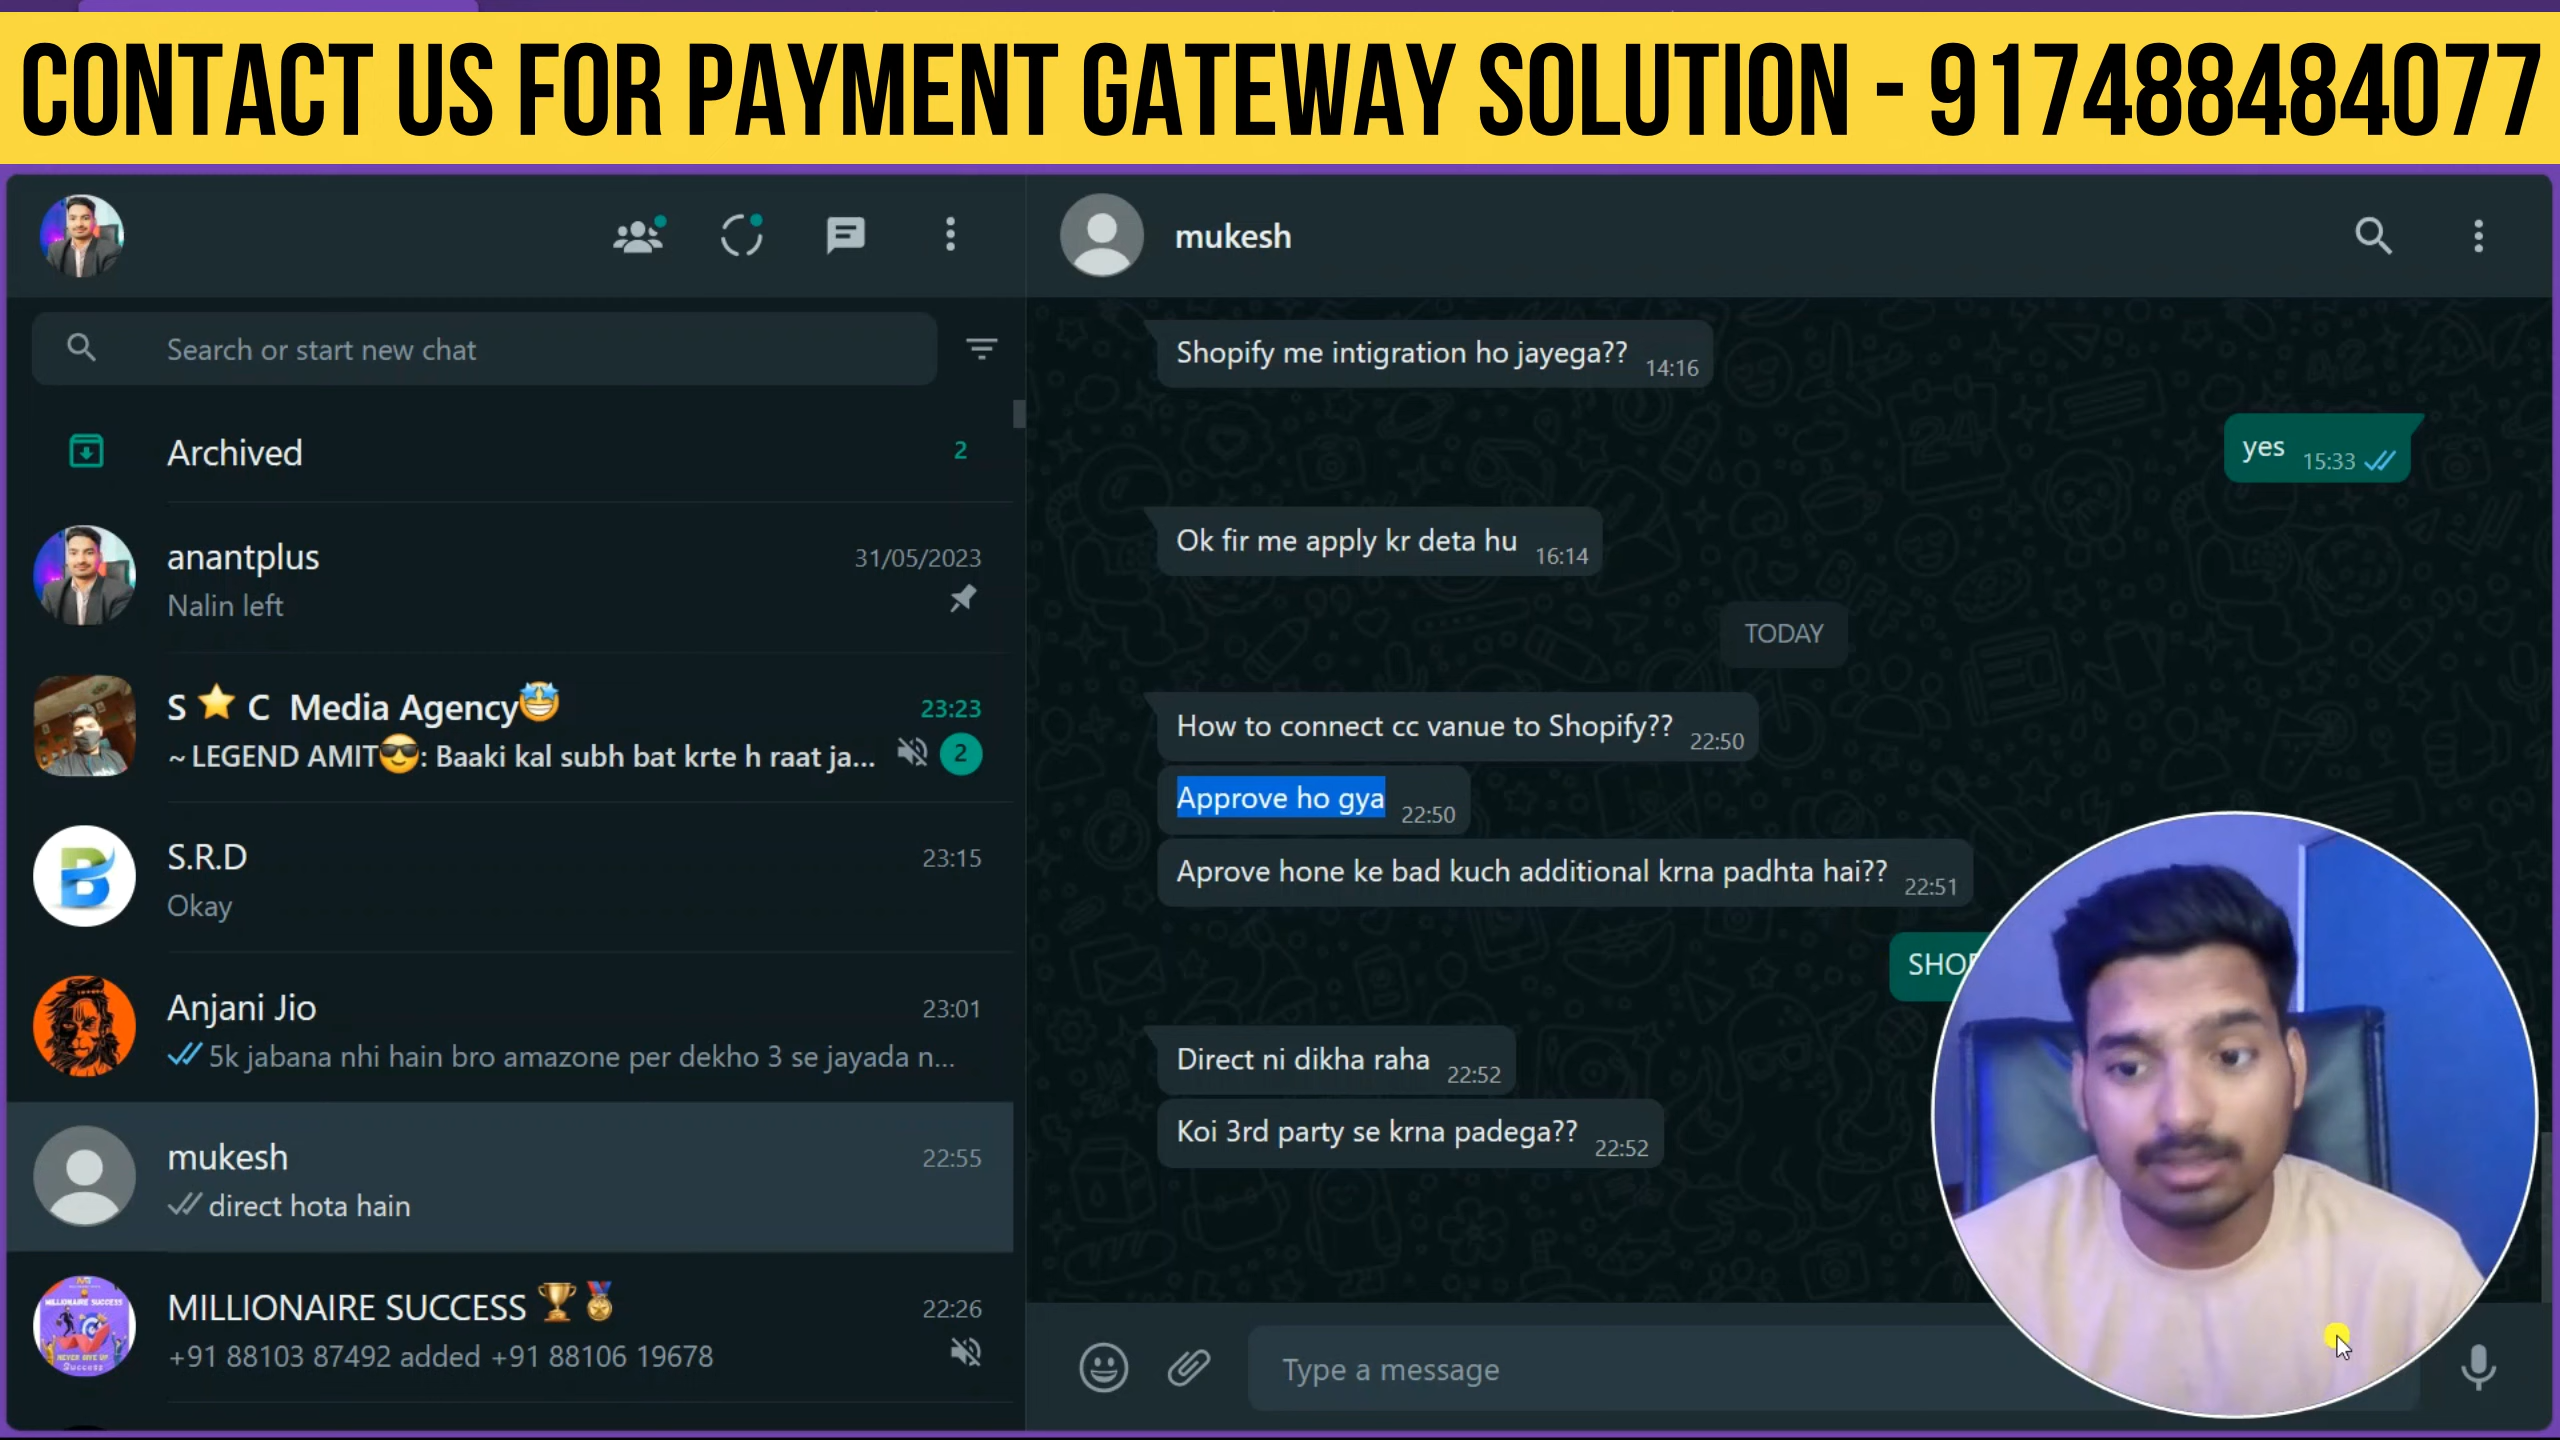 CONTACT US FOR PAYMENT GATEWAY SOLUTION - 917488484077
mukesh
Search or start new chat
Archived
2
anantplus
31/05/2023
Nalin left
S ⭐ C Media Agency🤩
23:23
~ LEGEND AMIT😎: Baaki kal subh bat krte h raat ja...
2
S.R.D
23:15
Okay
Anjani Jio
23:01
5k jabana nhi hain bro amazone per dekho 3 se jayada n...
mukesh
22:55
direct hota hain
MILLIONAIRE SUCCESS 🏆🏅
22:26
+91 88103 87492 added +91 88106 19678
MILLIONAIRE SUCCESS
NEVER GIVE UP
Success
Shopify me intigration ho jayega?? 14:16
yes 15:33
Ok fir me apply kr deta hu 16:14
TODAY
How to connect cc vanue to Shopify?? 22:50
Approve ho gya 22:50
Aprove hone ke bad kuch additional krna padhta hai?? 22:51
Direct ni dikha raha 22:52
Koi 3rd party se krna padega?? 22:52
Type a message